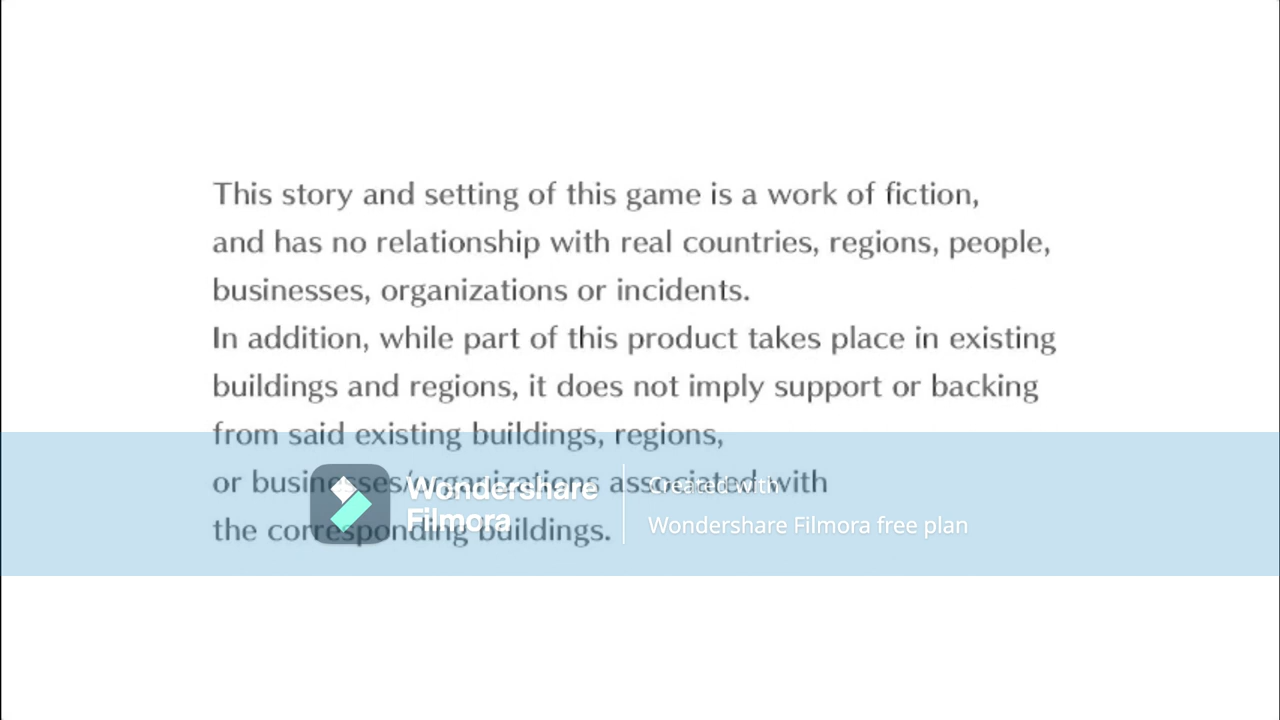 This story and setting of this game is a work of fiction,
and has no relationship with real countries, regions, people,
businesses, organizations or incidents.
In addition, while part of this product takes place in existing
buildings and regions, it does not imply support or backing
from said existing buildings, regions,
or businesses/organizations associated with
the corresponding buildings.
Wondershare
Filmora
Created with
Wondershare Filmora free plan